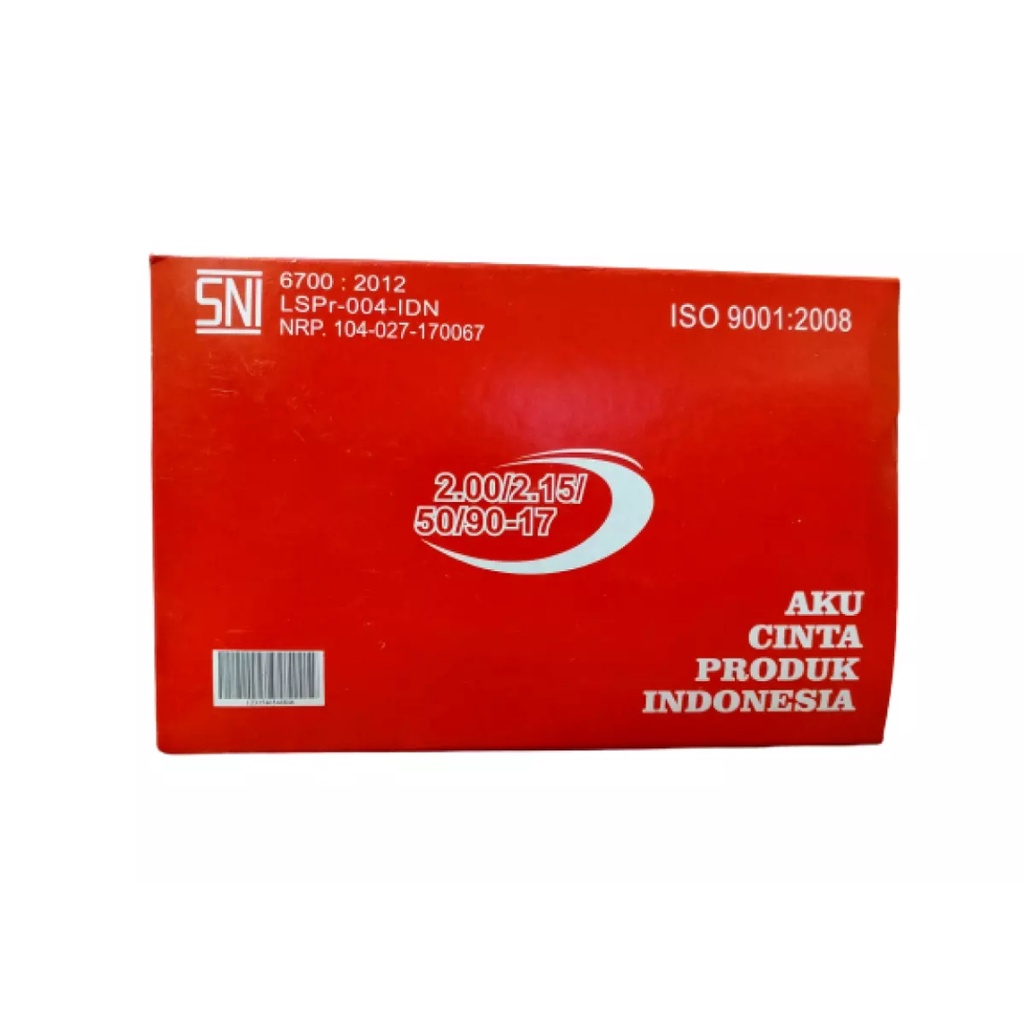 SNI
6700 : 2012
LSPr-004-IDN
NRP. 104-027-170067
ISO 9001:2008
2.00/2.15/
50/90-17
AKU
CINTA
PRODUK
INDONESIA